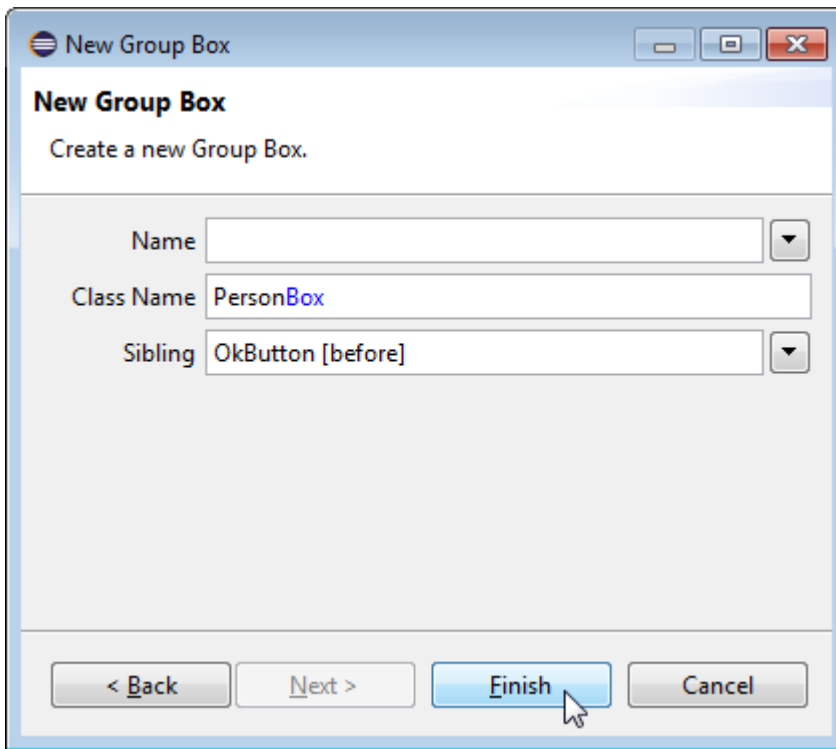 New Group Box
New Group Box
Create a new Group Box.
Name
Class Name PersonBox
Sibling OkButton [before]
< Back Next > Finish Cancel